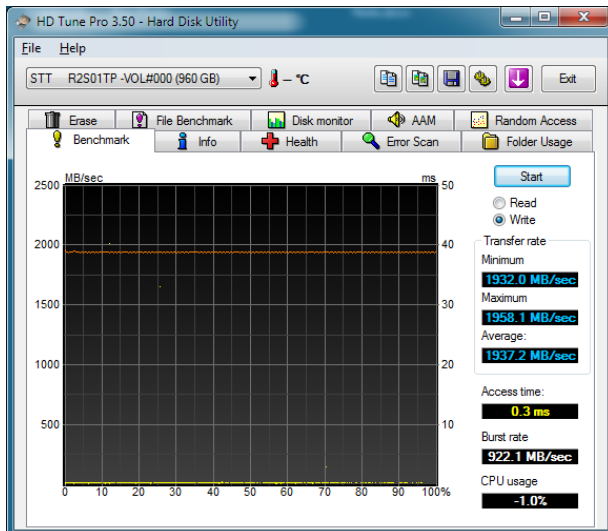 HD Tune Pro 3.50 - Hard Disk Utility
File Help
STT R2S01TP -VOL#000 (960 GB) – °C Exit
Erase File Benchmark Disk monitor AAM Random Access
Benchmark Info Health Error Scan Folder Usage
MB/sec ms
2500 50
2000 40
1500 30
1000 20
500 10
0 10 20 30 40 50 60 70 80 90 100%
Start
Read
Write
Transfer rate
Minimum
1932.0 MB/sec
Maximum
1958.1 MB/sec
Average:
1937.2 MB/sec
Access time:
0.3 ms
Burst rate
922.1 MB/sec
CPU usage
-1.0%